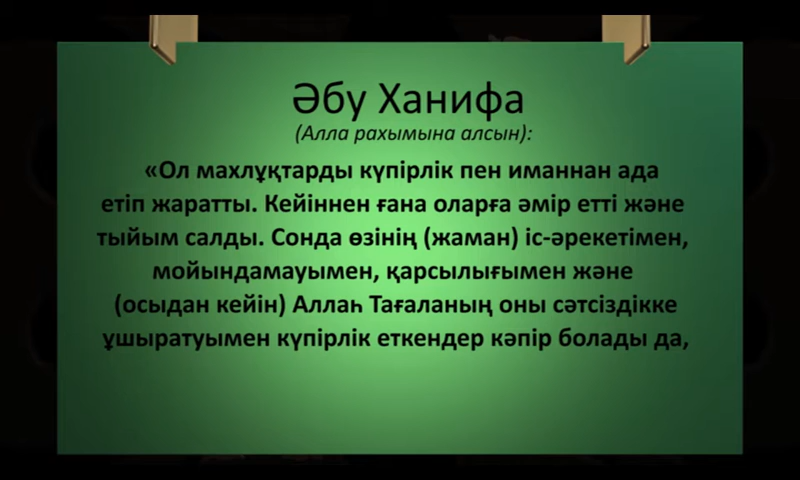 Әбу Ханифа
(Алла рахымына алсын):
«Ол махлұқтарды күпірлік пен иманнан ада
етіп жаратты. Кейіннен ғана оларға әмір етті және
тыйым салды. Сонда өзінің (жаман) іс-әрекетімен,
мойындамауымен, қарсылығымен және
(осыдан кейін) Аллаһ Тағаланың оны сәтсіздікке
ұшыратуымен күпірлік еткендер кәпір болады да,